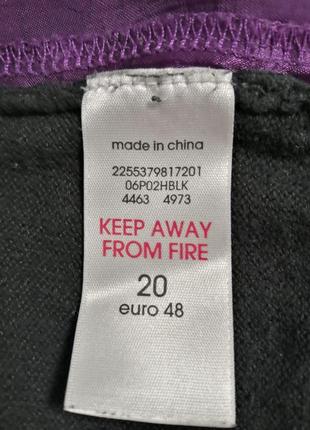 made in china
2255379817201
06P02HBLK
4463 4973
KEEP AWAY
FROM FIRE
20
euro 48